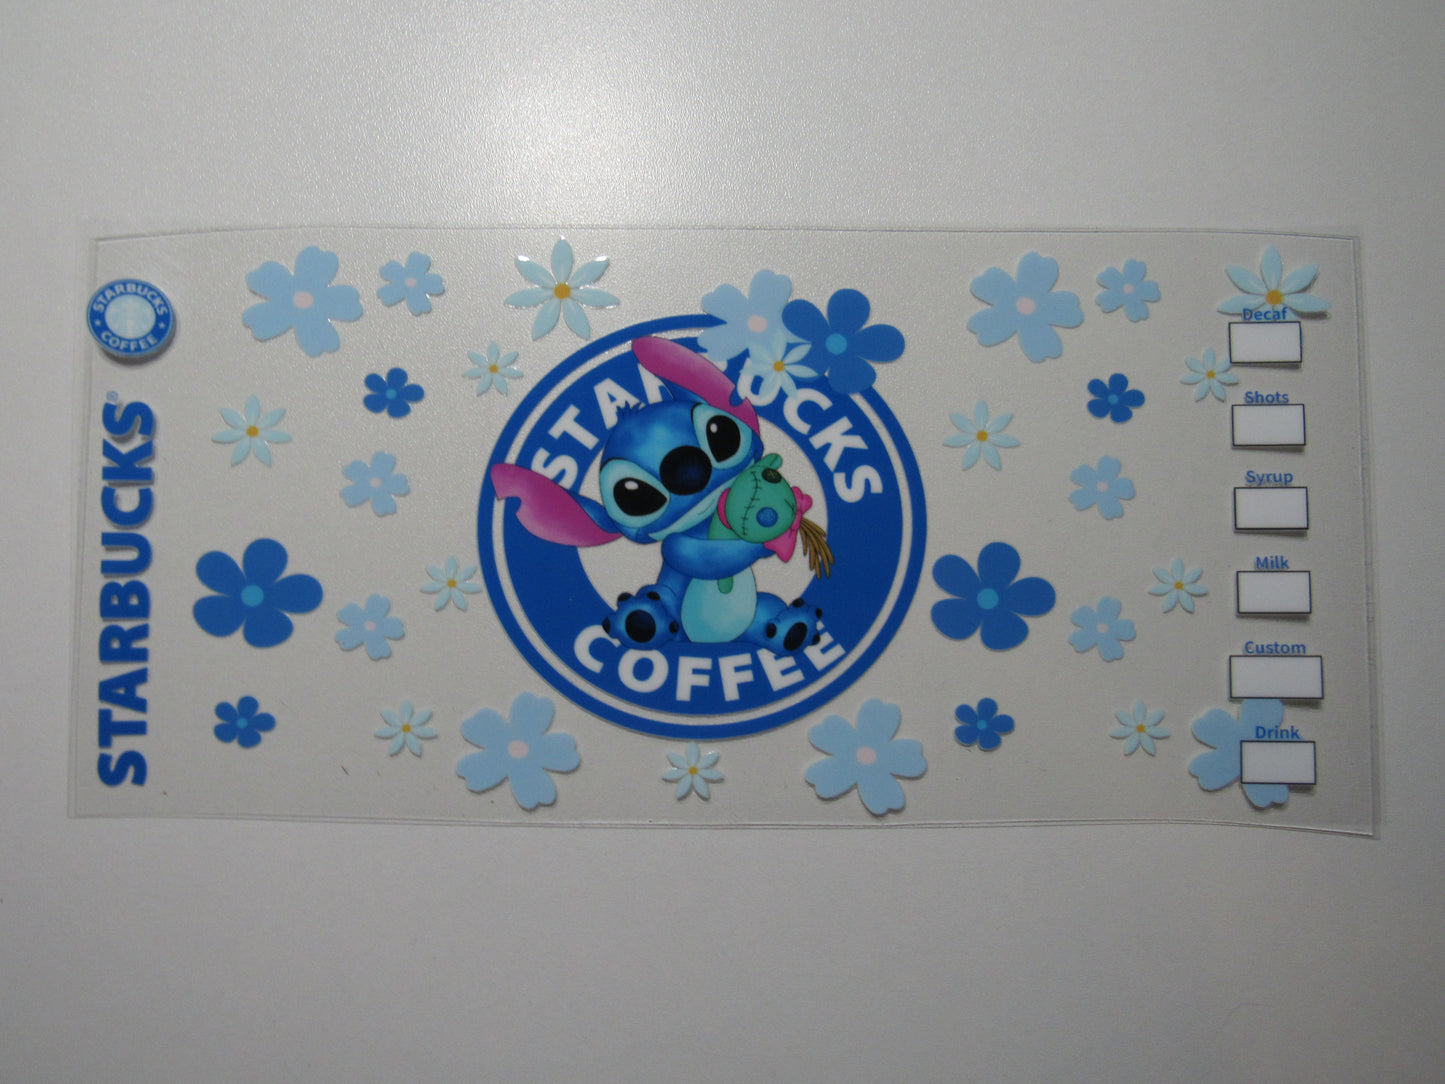 STARBUCKS
COFFEE
STARBUCKS®
STARBUCKS
COFFEE
Decaf
Shots
Syrup
Milk
Custom
Drink